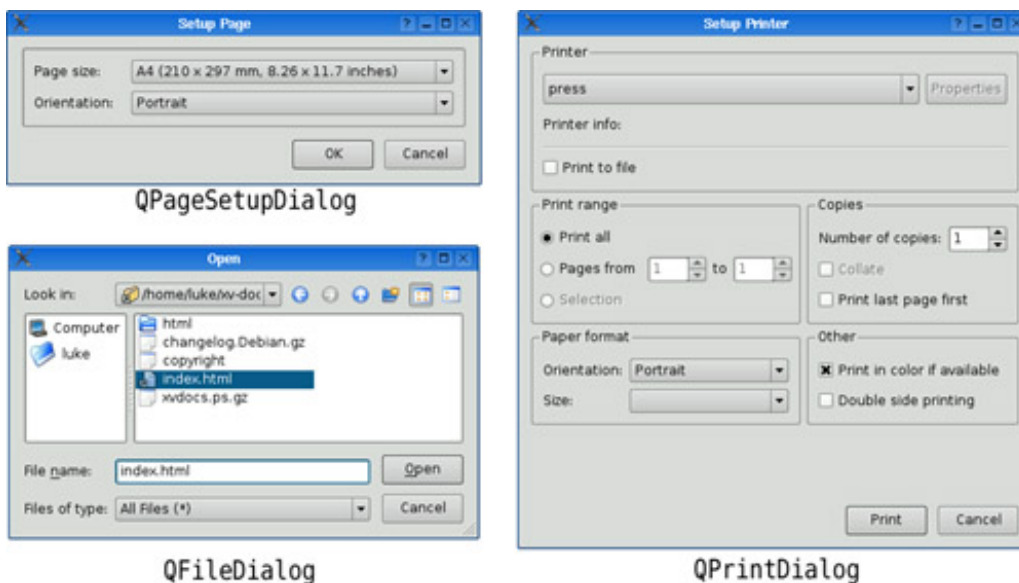 Setup Page
Page size: A4 (210 x 297 mm, 8.26 x 11.7 inches)
Orientation: Portrait
OK Cancel
QPageSetupDialog
Open
Look in: /home/luke/xv-doc
Computer
luke
html
changelog.Debian.gz
copyright
index.html
xvdocs.ps.gz
File name: index.html Open
Files of type: All Files (*) Cancel
QFileDialog
Setup Printer
Printer
press Properties
Printer info:
Print to file
Print range
Print all
Pages from 1 to 1
Selection
Copies
Number of copies: 1
Collate
Print last page first
Paper format
Orientation: Portrait
Size:
Other
Print in color if available
Double side printing
Print Cancel
QPrintDialog